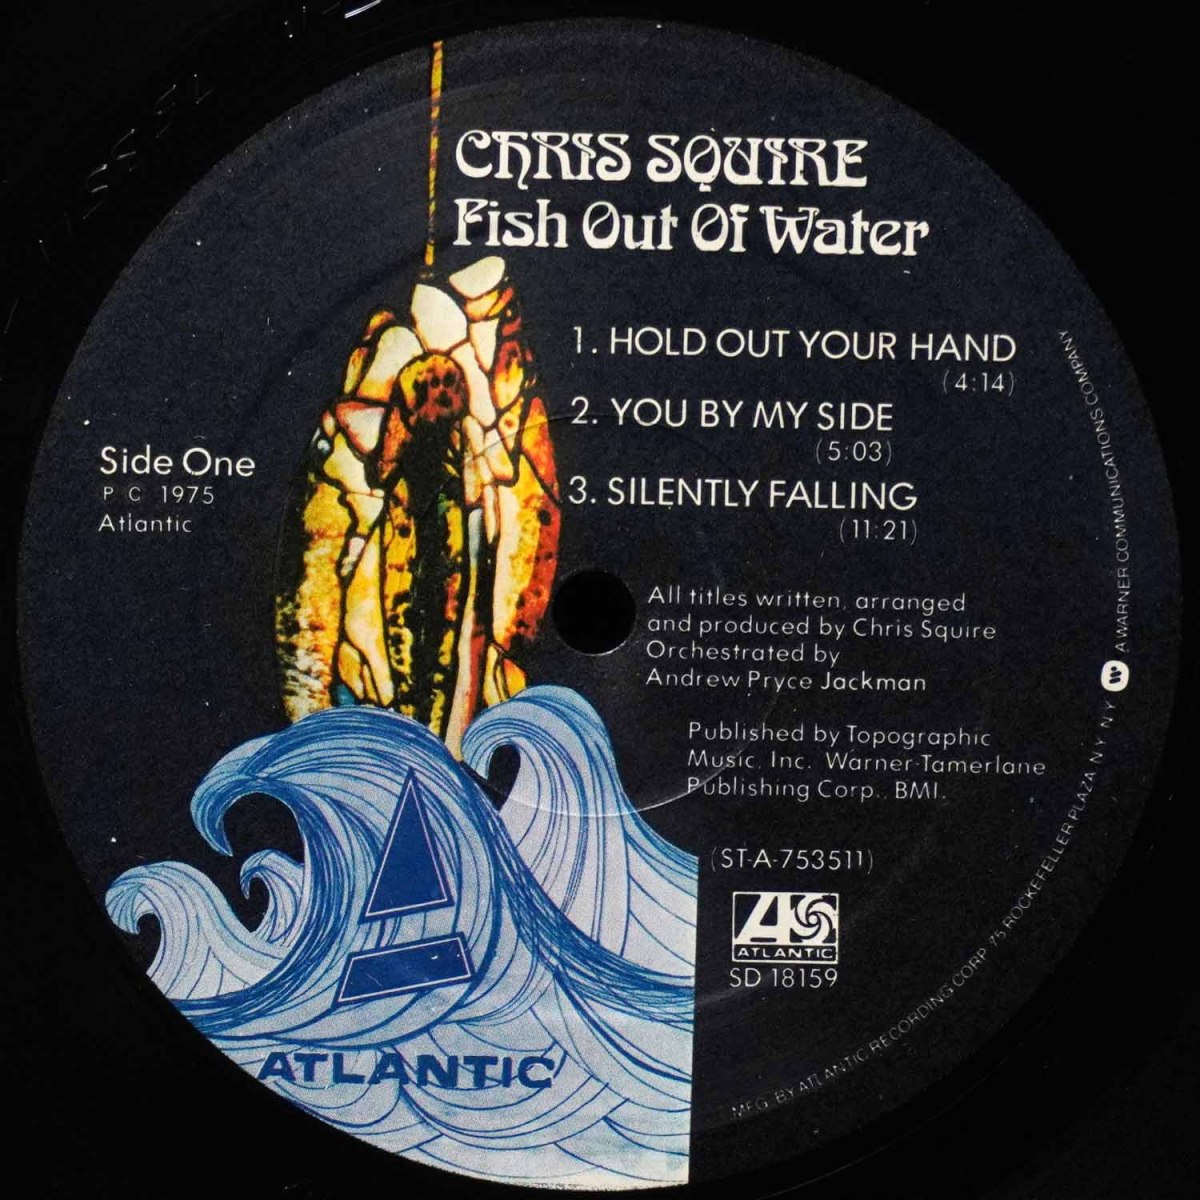 CHRIS SQUIRE
Fish Out Of Water
1. HOLD OUT YOUR HAND
(4:14)
2. YOU BY MY SIDE
(5:03)
3. SILENTLY FALLING
(11:21)
Side One
P C 1975
Atlantic
All titles written, arranged
and produced by Chris Squire
Orchestrated by
Andrew Pryce Jackman
Published by Topographic
Music, Inc. Warner-Tamerlane
Publishing Corp., BMI.
(ST-A-753511)
ATLANTIC
SD 18159
ATLANTIC
MFG. BY ATLANTIC RECORDING CORP. 75 ROCKEFELLER PLAZA N.Y. N.Y. A WARNER COMMUNICATIONS COMPANY